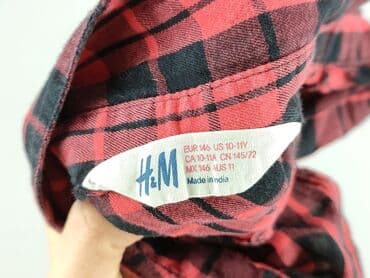 EUR 146 US 10-11Y
CA 10-11A CN 145/72
MX 146 AUS 11
H&M
Made in India